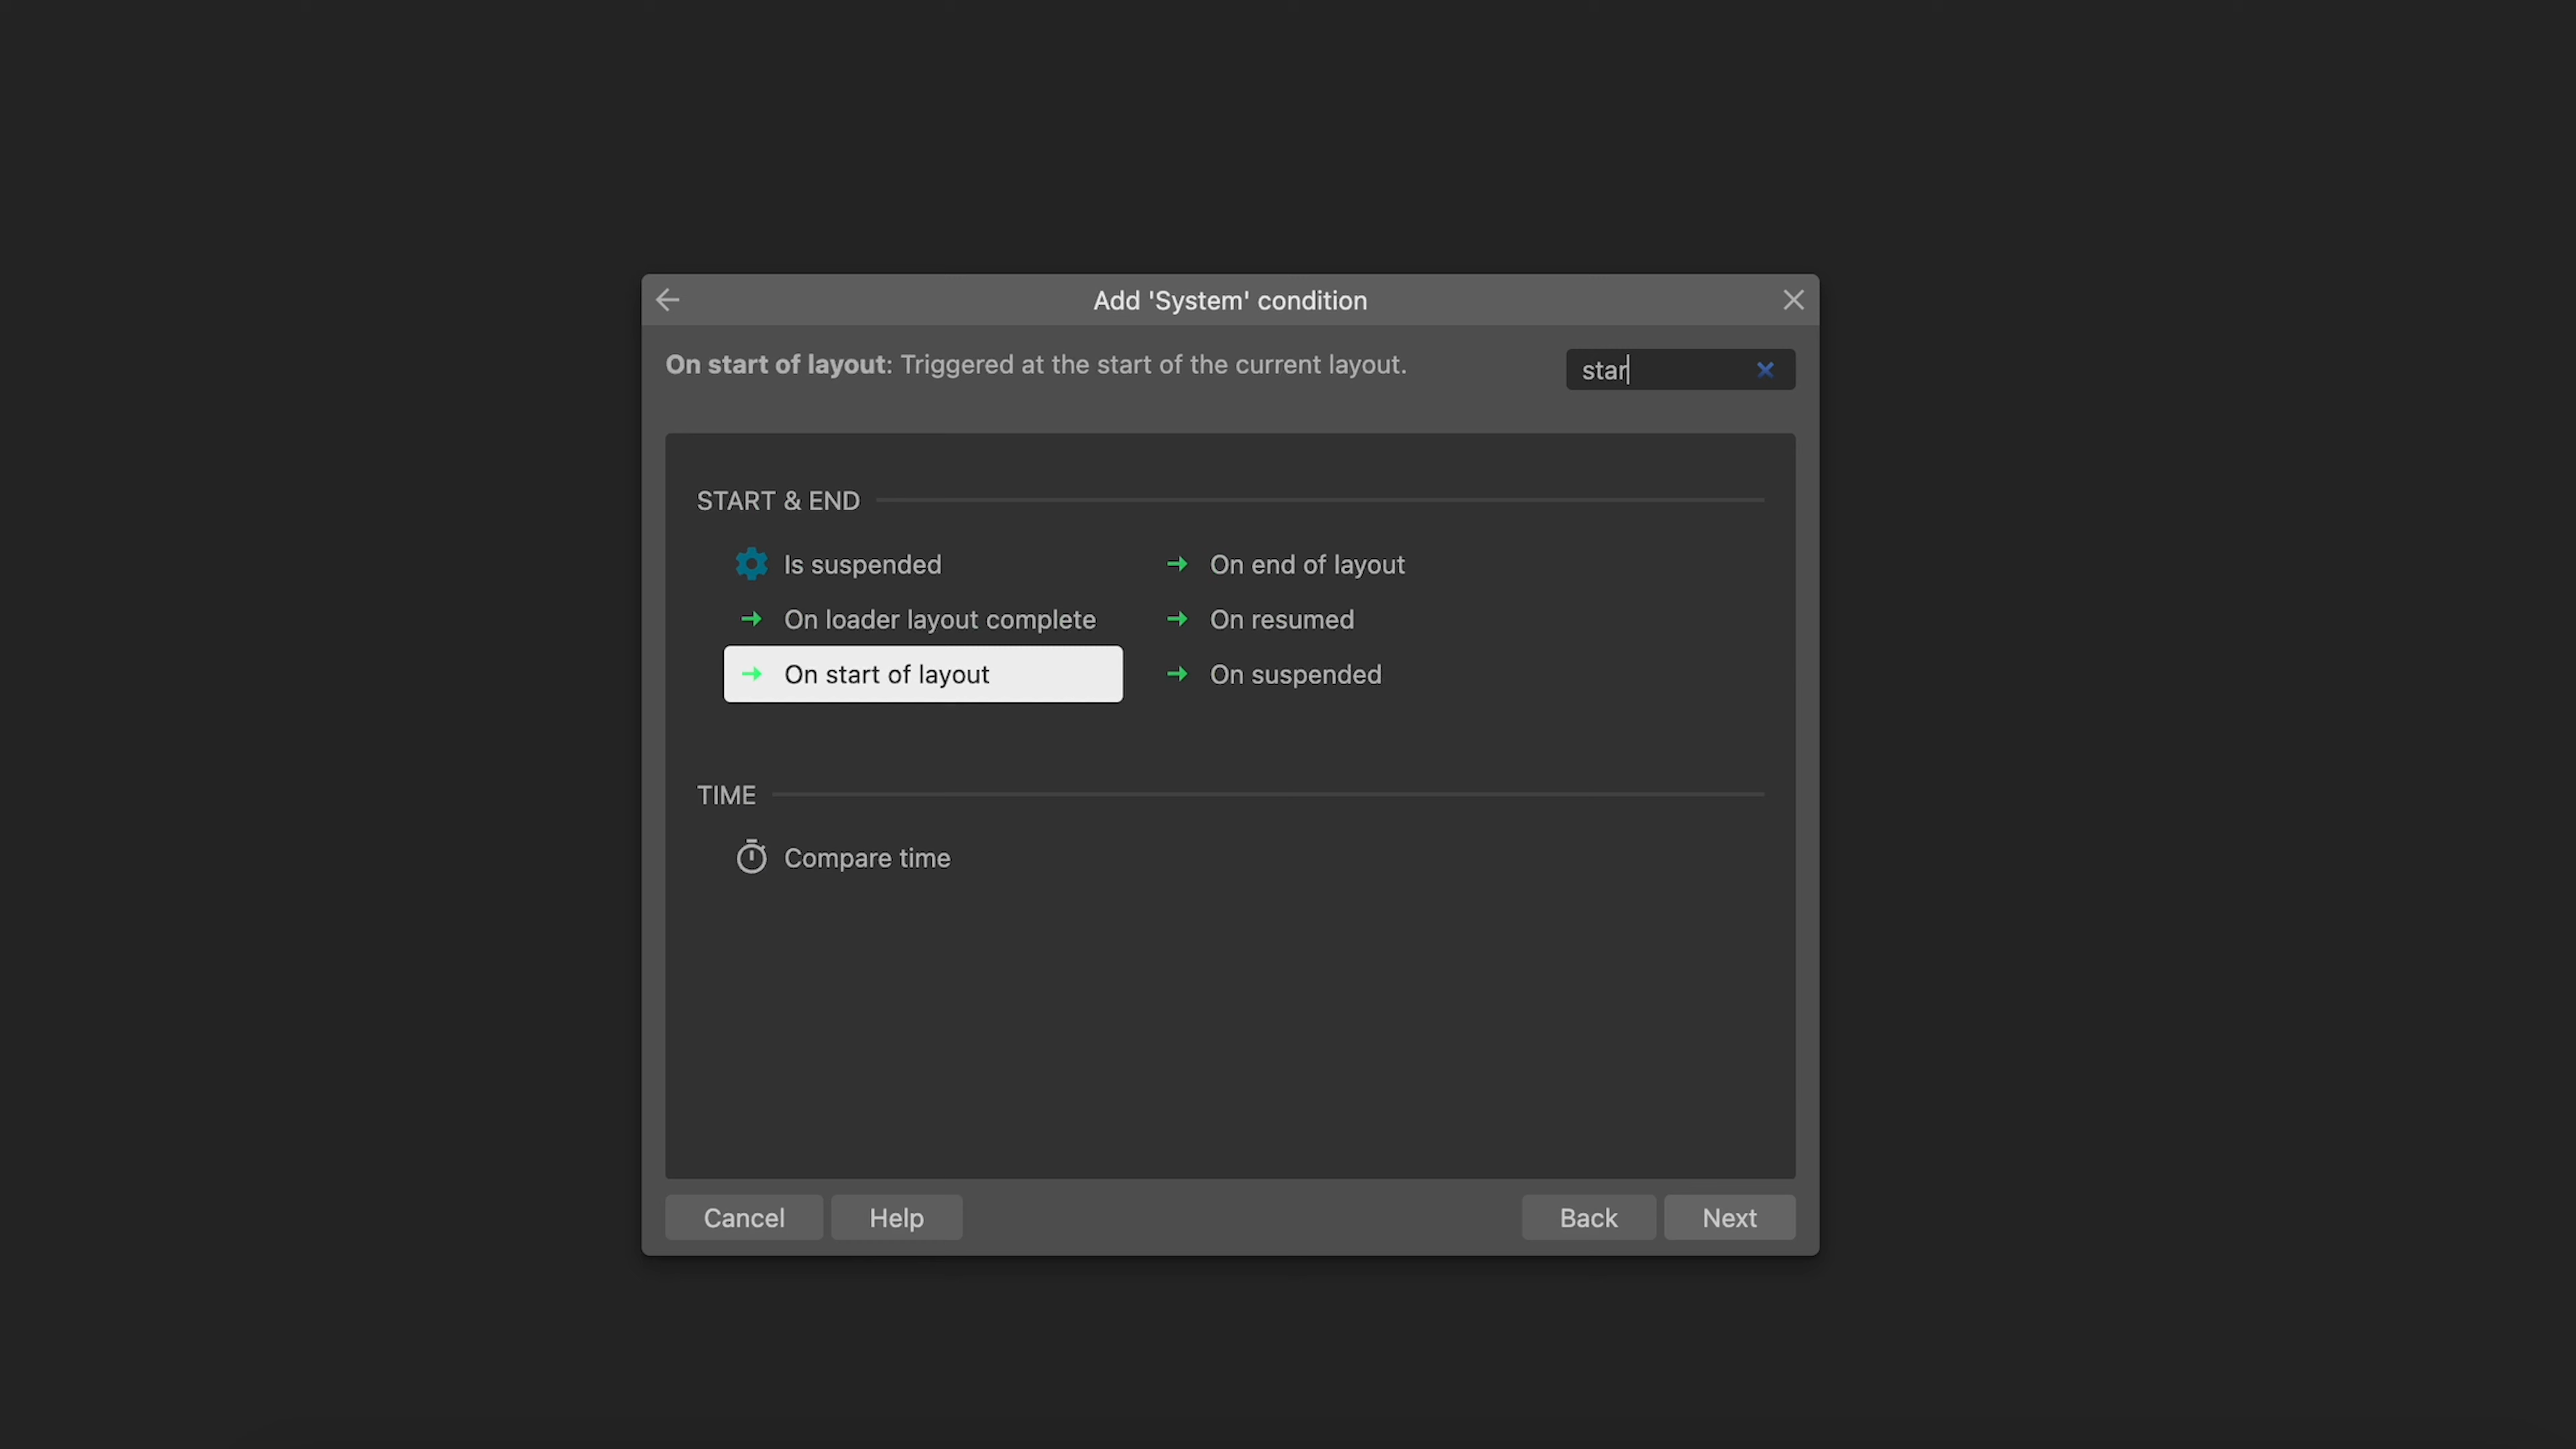 Add 'System' condition
On start of layout: Triggered at the start of the current layout.
star
START & END
Is suspended
On end of layout
On loader layout complete
On resumed
On start of layout
On suspended
TIME
Compare time
Cancel
Help
Back
Next